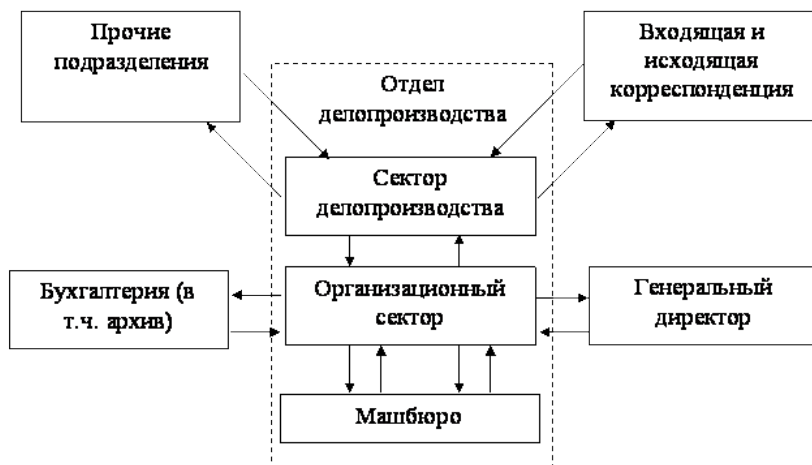 Прочие
подразделения
Входящая и
исходящая
корреспонденция
Отдел
делопроизводства
Сектор
делопроизводства
Бухгалтерия (в
т.ч. архив)
Организационный
сектор
Генеральный
директор
Машбюро